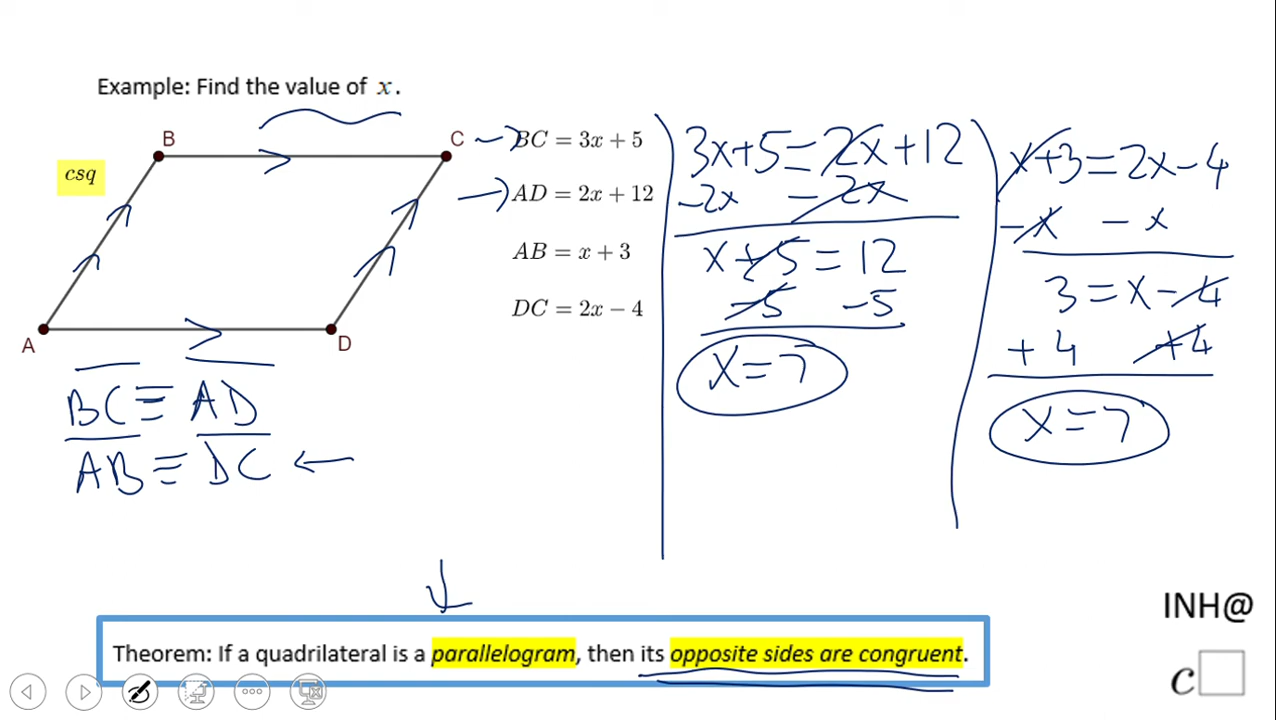 Example: Find the value of x.
B
C
csq
A
D
BC = 3x + 5
AD = 2x + 12
AB = x + 3
DC = 2x − 4
BC ≅ AD
AB ≅ DC
3x+5=2x+12
-2x -2x
x+5=12
-5 -5
x=7
x+3=2x-4
-x -x
3=x-4
+4 +4
x=7
Theorem: If a quadrilateral is a parallelogram, then its opposite sides are congruent.
INH@
c